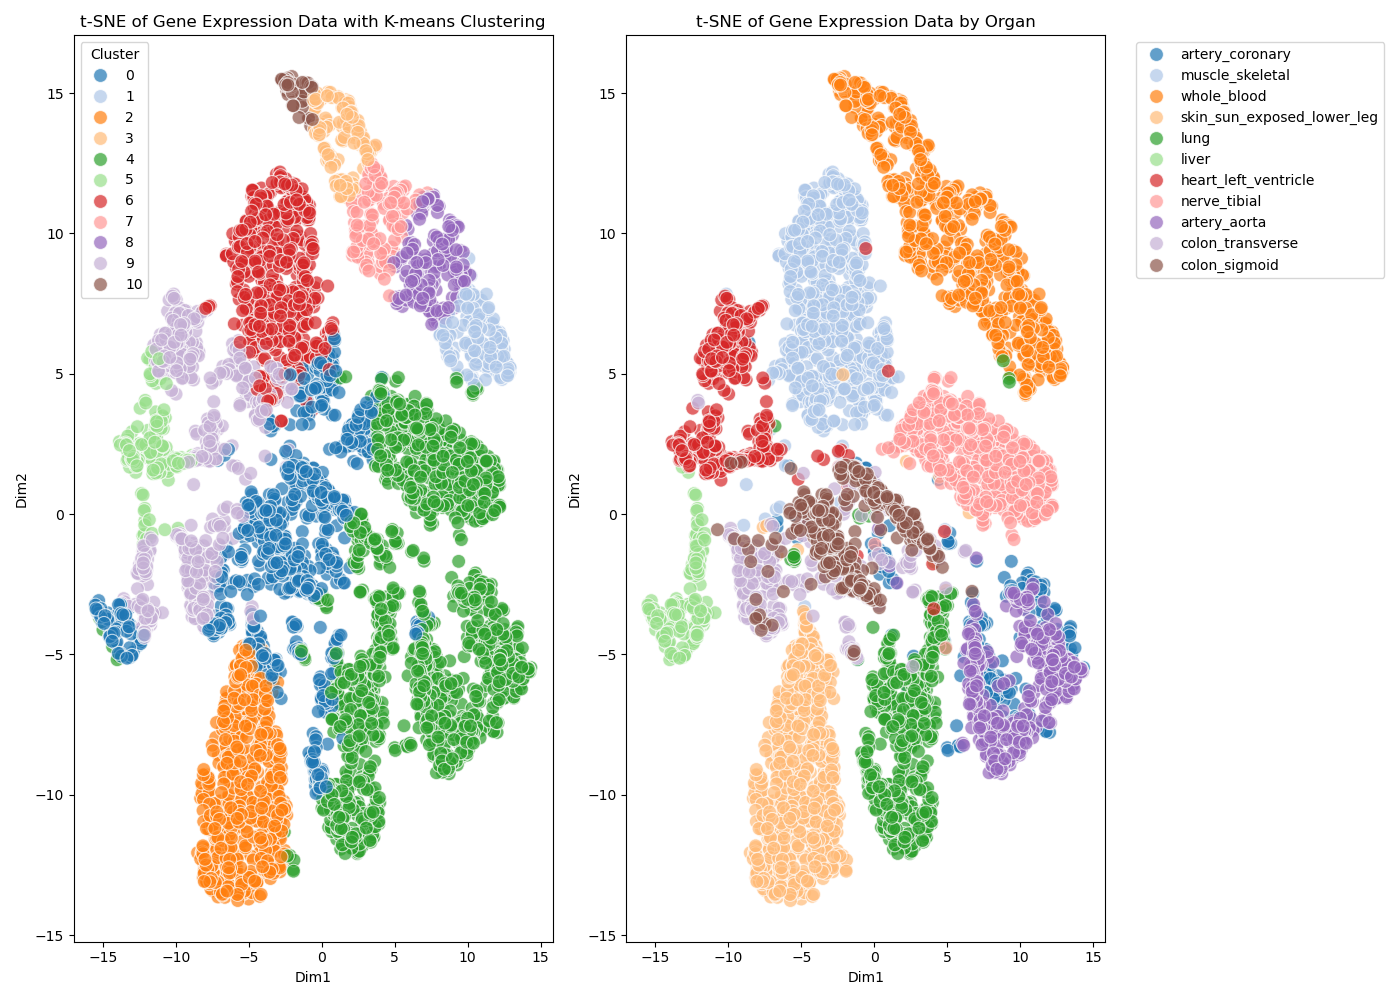 t-SNE of Gene Expression Data with K-means Clustering
Cluster
0
1
2
3
4
5
6
7
8
9
10
15
10
5
0
−5
−10
−15
Dim2
−15 −10 −5 0 5 10 15
Dim1
t-SNE of Gene Expression Data by Organ
15
10
5
0
−5
−10
−15
Dim2
−15 −10 −5 0 5 10 15
Dim1
artery_coronary
muscle_skeletal
whole_blood
skin_sun_exposed_lower_leg
lung
liver
heart_left_ventricle
nerve_tibial
artery_aorta
colon_transverse
colon_sigmoid